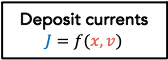 Deposit currents
J = f(x, v)